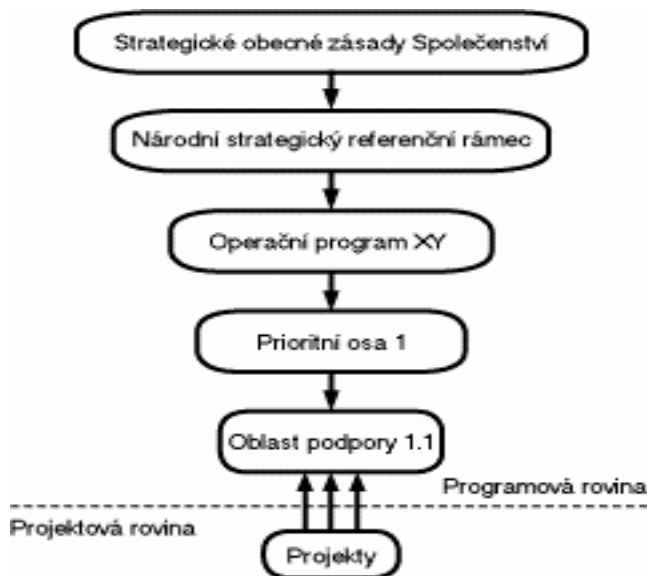 Strategické obecné zásady Společenství
Národní strategický referenční rámec
Operační program XY
Prioritní osa 1
Oblast podpory 1.1
Programová rovina
Projektová rovina
Projekty